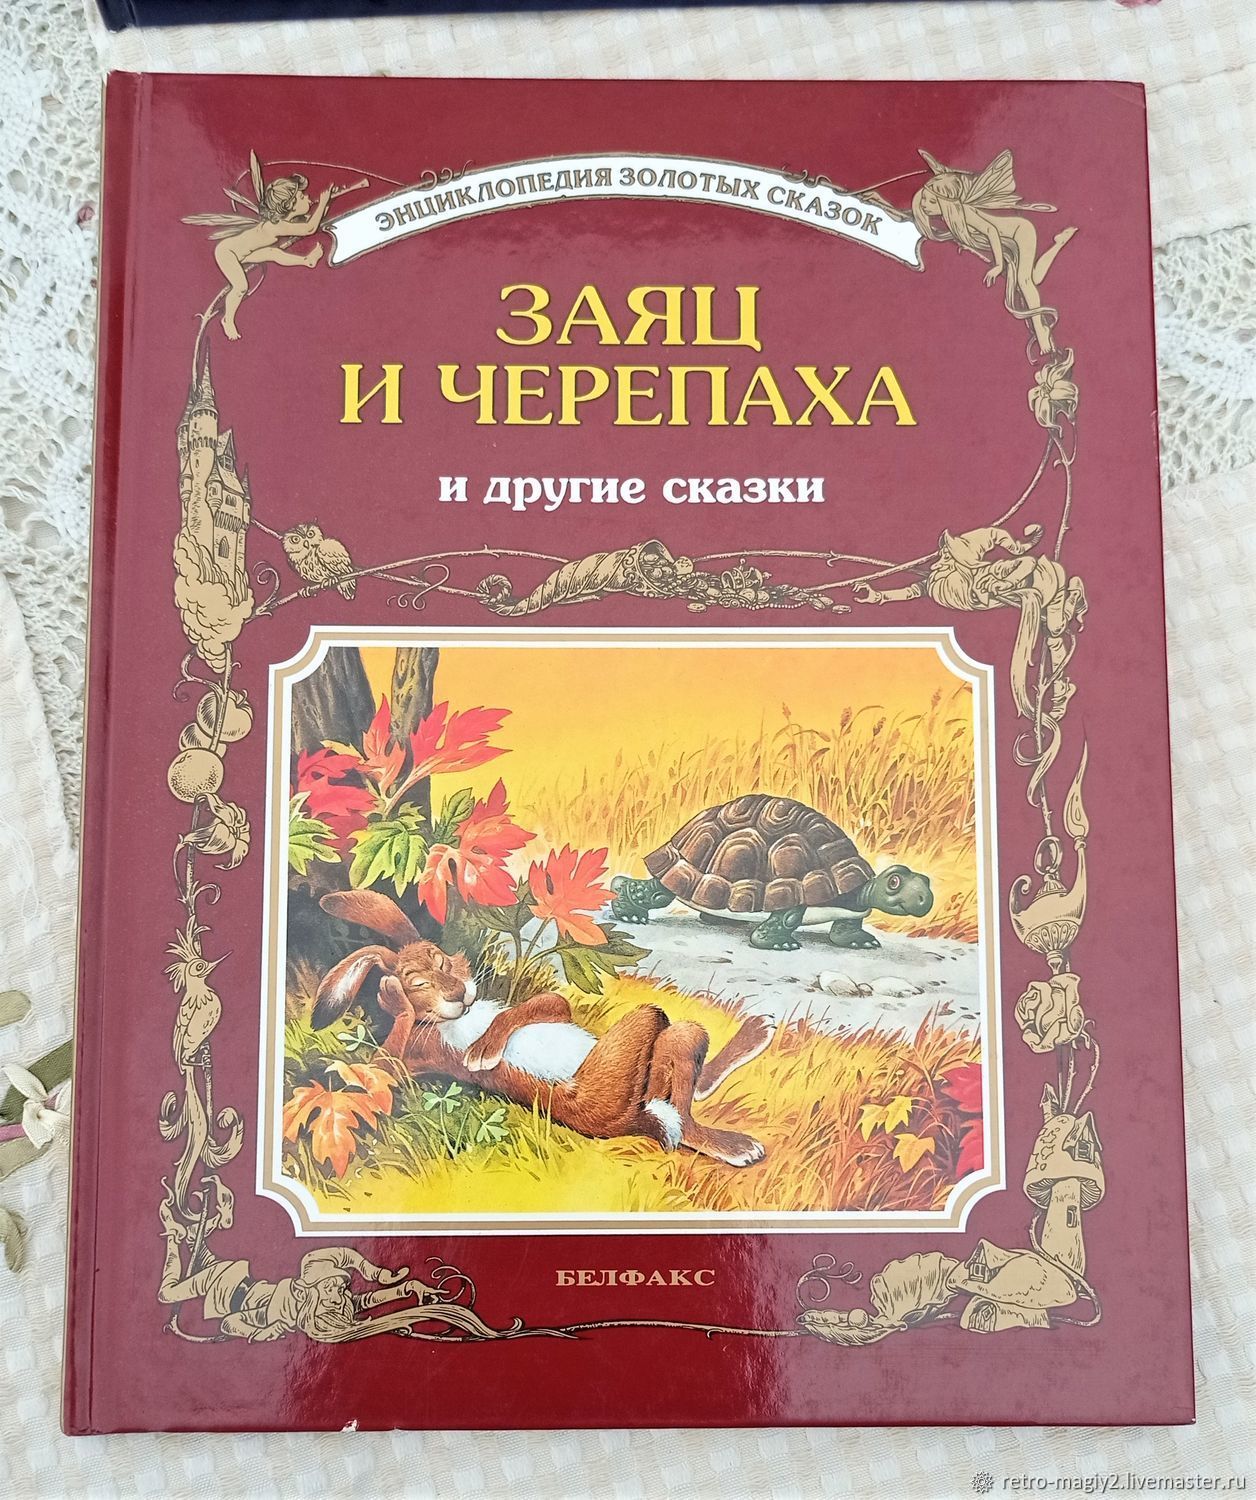 ЭНЦИКЛОПЕДИЯ ЗОЛОТЫХ СКАЗОК
ЗАЯЦ
И ЧЕРЕПАХА
и другие сказки
БЕЛФАКС
retro-magiy2.livemaster.ru